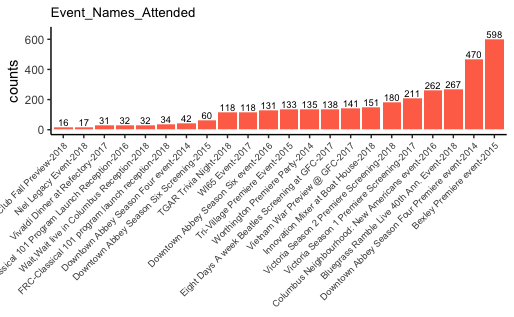 Event_Names_Attended
counts
600
400
200
0
16 17 31 32 32 34 42 60 118 118 131 133 135 138 141 151 180 211 262 267 470 598
Club Fall Preview-2018
Niel Legacy Event-2018
Vivaldi Dinner at Refectory-2017
ssical 101 Program Launch Reception-2016
Wait,Wait live in Columbus Reception-2018
FRC-Classical 101 program launch reception-2018
Downtown Abbey Season Four event-2014
Downtown Abbey Season Six Screening-2015
TGAR Trivia Night-2018
WI65 Event-2017
Downtown Abbey Season Six event-2016
Tri-Village Premiere Event-2015
Worthington Premiere Party-2014
Eight Days A week Beatles Screening at GFC-2017
Vietnam War Preview @ GFC-2017
Innovation Mixer at Boat House-2018
Victoria Season 2 Premiere Screening-2018
Victoria Season 1 Premiere Screening-2017
Columbus Neighbourhood: New Americans event-2016
Bluegrass Ramble Live 40th Ann. Event-2018
Downtown Abbey Season Four Premiere event-2014
Bexley Premiere event-2015